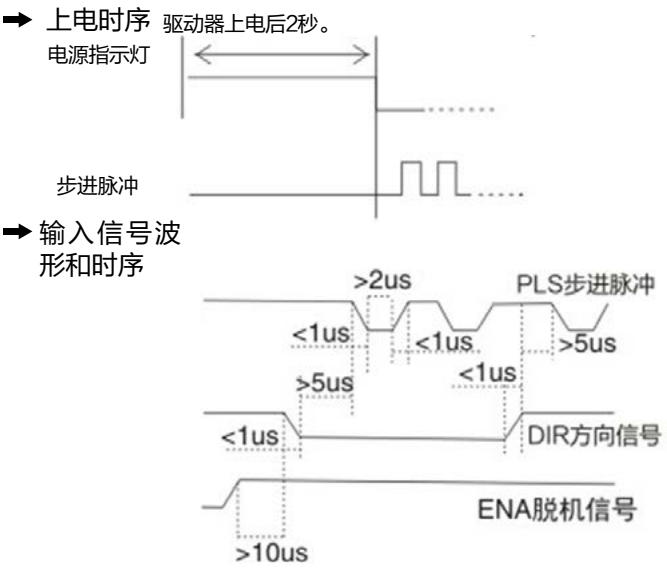 ➡ 上电时序 驱动器上电后2秒。
电源指示灯
步进脉冲
➡ 输入信号波
形和时序
>2us
PLS步进脉冲
<1us
<1us
>5us
>5us
<1us
<1us
DIR方向信号
ENA脱机信号
>10us